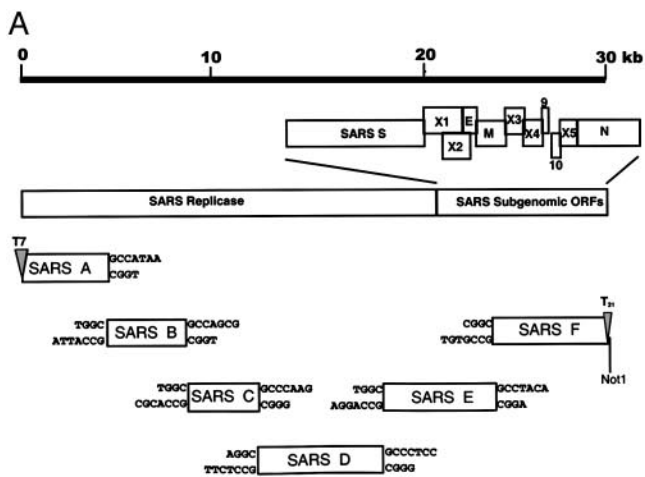 A
0 10 20 30 kb
9
X1 E X3
SARS S M X4 X5 N
X2
10
SARS Replicase SARS Subgenomic ORFs
T7
SARS A GCCATAA
CGGT
T₂₁
TGGC SARS B GCCAGCG CGGC SARS F
ATTACCG CGGT TGTGCCG
Not1
TGGC SARS C GCCCAAG TGGC SARS E GCCTACA
CGCACCG CGGG AGGACCG CGGA
AGGC SARS D GCCCTCC
TTCTCCG CGGG